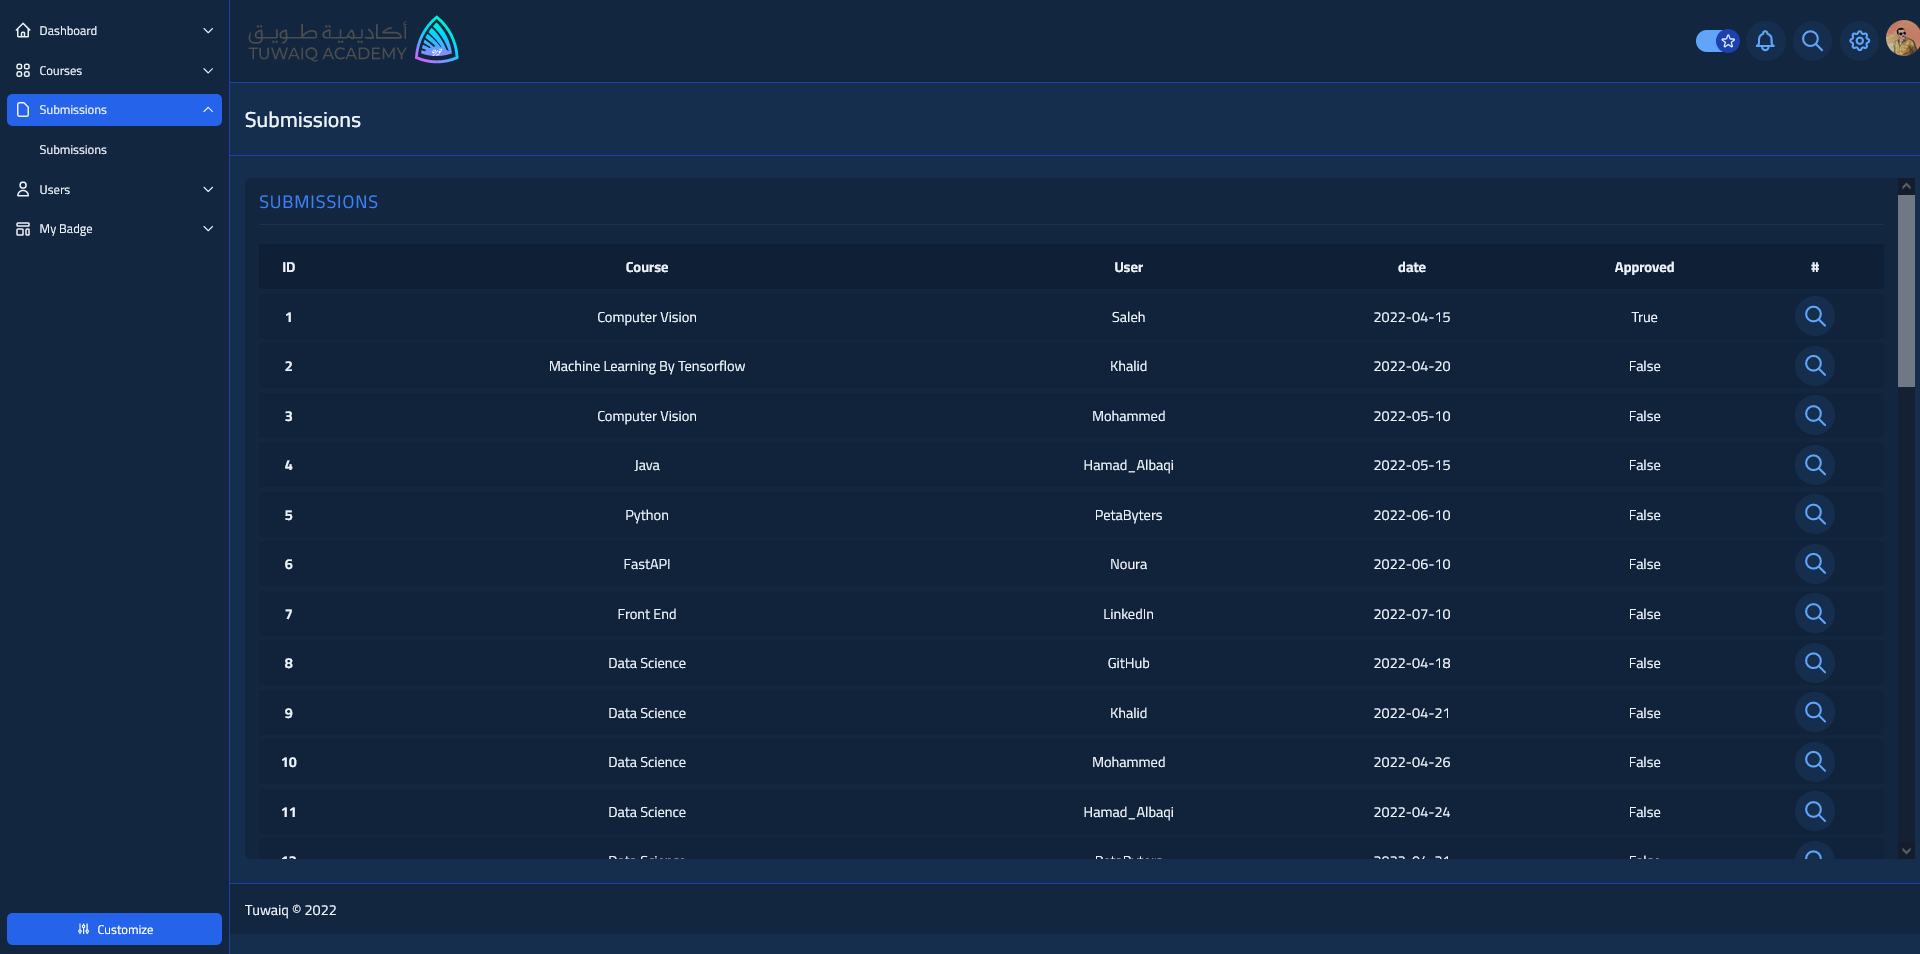 Dashboard
Courses
Submissions
Submissions
Users
My Badge
Customize
أكاديمية طويق
TUWAIQ ACADEMY
Submissions
SUBMISSIONS
ID Course User date Approved #
1 Computer Vision Saleh 2022-04-15 True
2 Machine Learning By Tensorflow Khalid 2022-04-20 False
3 Computer Vision Mohammed 2022-05-10 False
4 Java Hamad_Albaqi 2022-05-15 False
5 Python PetaByters 2022-06-10 False
6 FastAPI Noura 2022-06-10 False
7 Front End LinkedIn 2022-07-10 False
8 Data Science GitHub 2022-04-18 False
9 Data Science Khalid 2022-04-21 False
10 Data Science Mohammed 2022-04-26 False
11 Data Science Hamad_Albaqi 2022-04-24 False
Tuwaiq © 2022